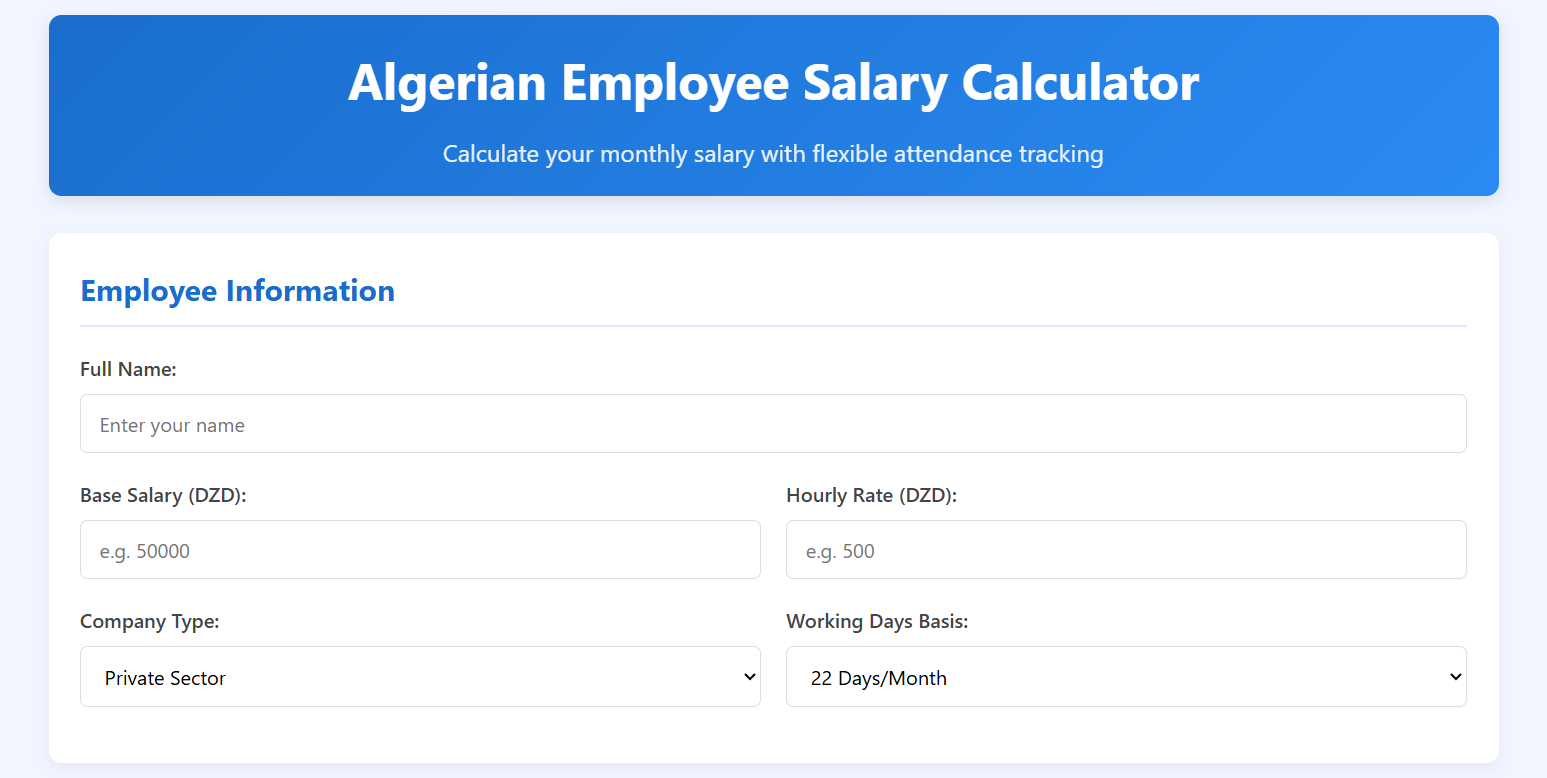 Algerian Employee Salary Calculator
Calculate your monthly salary with flexible attendance tracking
Employee Information
Full Name:
Enter your name
Base Salary (DZD):
Hourly Rate (DZD):
e.g. 50000
e.g. 500
Company Type:
Working Days Basis:
Private Sector
22 Days/Month